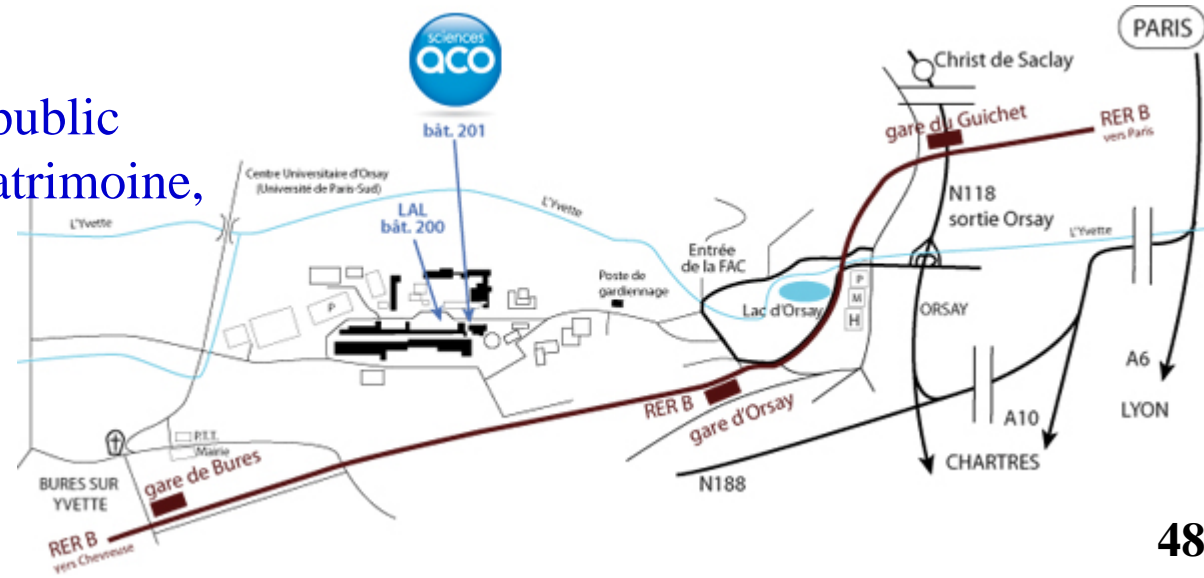 PARIS
sciences
aco
Christ de Saclay
public
atrimoine,
bât. 201
gare du Guichet
RER B
vers Paris
Centre Universitaire d'Orsay
(Université de Paris-Sud)
LAL
bât. 200
N118
sortie Orsay
L'Yvette
L'Yvette
Entrée
de la FAC
Poste de
gardiennage
Lac d'Orsay
P
M
H
P
ORSAY
A6
LYON
RER B
gare d'Orsay
A10
CHARTRES
N188
P.T.T.
Mairie
gare de Bures
BURES SUR
YVETTE
RER B
vers Chevreuse
48